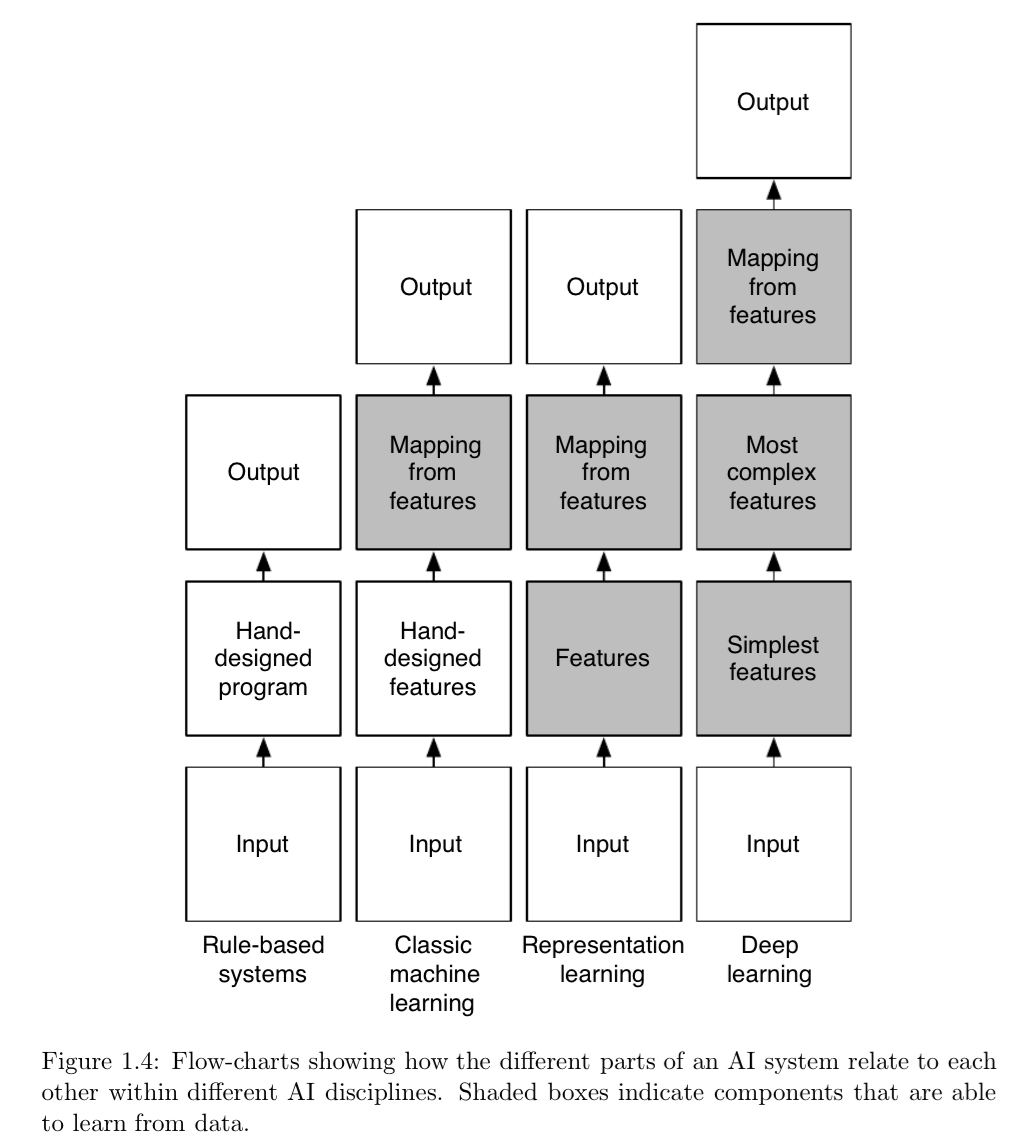 Output
Output
Output
Mapping
from
features
Output
Mapping
from
features
Mapping
from
features
Most
complex
features
Hand-
designed
program
Hand-
designed
features
Features
Simplest
features
Input
Input
Input
Input
Rule-based
systems
Classic
machine
learning
Representation
learning
Deep
learning
Figure 1.4: Flow-charts showing how the different parts of an AI system relate to each
other within different AI disciplines. Shaded boxes indicate components that are able
to learn from data.